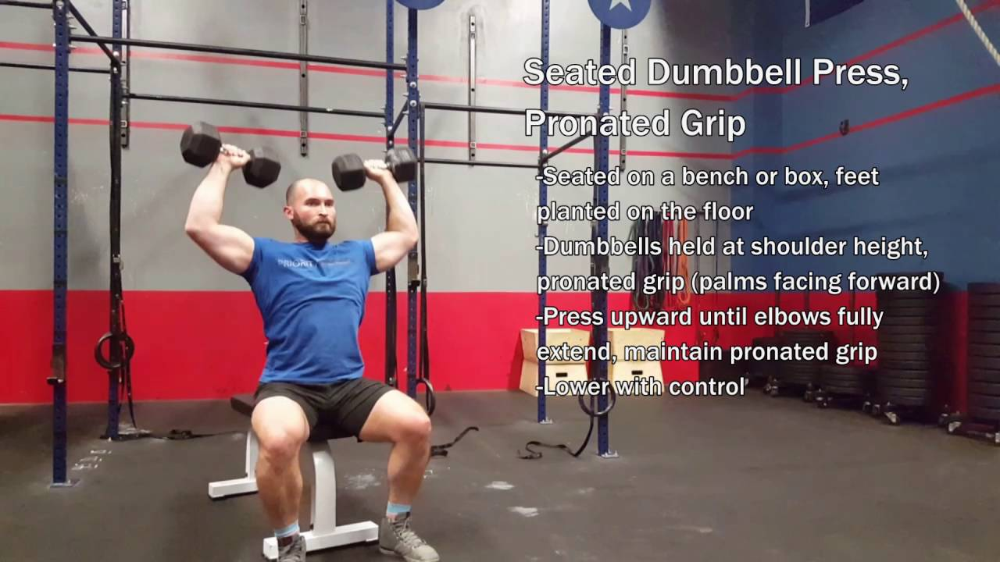 Seated Dumbbell Press,
Pronated Grip
-Seated on a bench or box, feet
planted on the floor
-Dumbbells held at shoulder height,
pronated grip (palms facing forward)
-Press upward until elbows fully
extend, maintain pronated grip
-Lower with control